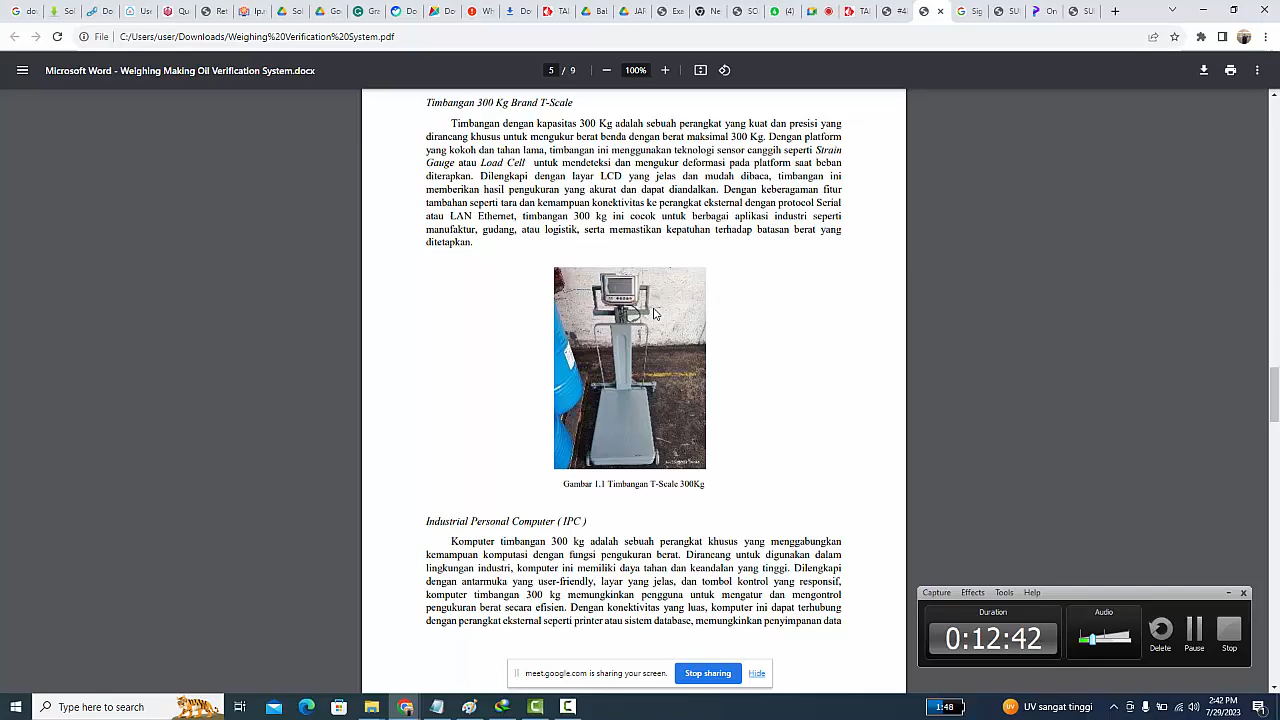 File C:/Users/user/Downloads/Weighing%20Verification%20System.pdf
Microsoft Word - Weighing Making Oil Verification System.docx
5 / 9
100%
Timbangan 300 Kg Brand T-Scale
Timbangan dengan kapasitas 300 Kg adalah sebuah perangkat yang kuat dan presisi yang
dirancang khusus untuk mengukur berat benda dengan berat maksimal 300 Kg. Dengan platform
yang kokoh dan tahan lama, timbangan ini menggunakan teknologi sensor canggih seperti Strain
Gauge atau Load Cell untuk mendeteksi dan mengukur deformasi pada platform saat beban
diterapkan. Dilengkapi dengan layar LCD yang jelas dan mudah dibaca, timbangan ini
memberikan hasil pengukuran yang akurat dan dapat diandalkan. Dengan keberagaman fitur
tambahan seperti tara dan kemampuan konektivitas ke perangkat eksternal dengan protocol Serial
atau LAN Ethernet, timbangan 300 kg ini cocok untuk berbagai aplikasi industri seperti
manufaktur, gudang, atau logistik, serta memastikan kepatuhan terhadap batasan berat yang
ditetapkan.
Gambar 1.1 Timbangan T-Scale 300Kg
Industrial Personal Computer ( IPC )
Komputer timbangan 300 kg adalah sebuah perangkat khusus yang menggabungkan
kemampuan komputasi dengan fungsi pengukuran berat. Dirancang untuk digunakan dalam
lingkungan industri, komputer ini memiliki daya tahan dan keandalan yang tinggi. Dilengkapi
dengan antarmuka yang user-friendly, layar yang jelas, dan tombol kontrol yang responsif,
komputer timbangan 300 kg memungkinkan pengguna untuk mengatur dan mengontrol
pengukuran berat secara efisien. Dengan konektivitas yang luas, komputer ini dapat terhubung
dengan perangkat eksternal seperti printer atau sistem database, memungkinkan penyimpanan data
Capture Effects Tools Help
Duration
Audio
0:12:42
Delete
Pause
Stop
meet.google.com is sharing your screen.
Stop sharing
Hide
Type here to search
1:48
UV sangat tinggi
2:42 PM
7/29/2023